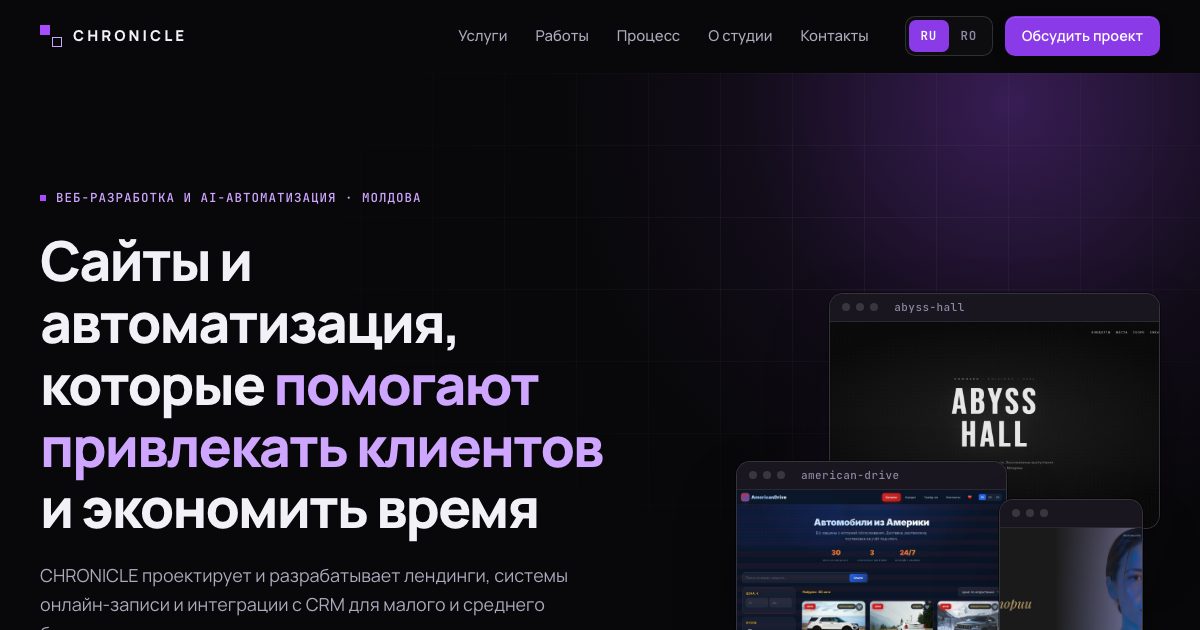 CHRONICLE
Услуги Работы Процесс О студии Контакты RU RO Обсудить проект
ВЕБ-РАЗРАБОТКА И AI-АВТОМАТИЗАЦИЯ · МОЛДОВА
Сайты и
автоматизация,
которые помогают
привлекать клиентов
и экономить время
CHRONICLE проектирует и разрабатывает лендинги, системы
онлайн-записи и интеграции с CRM для малого и среднего
abyss-hall
ABYSS
HALL
american-drive
AmericanDrive
Автомобили из Америки
30 3 24/7